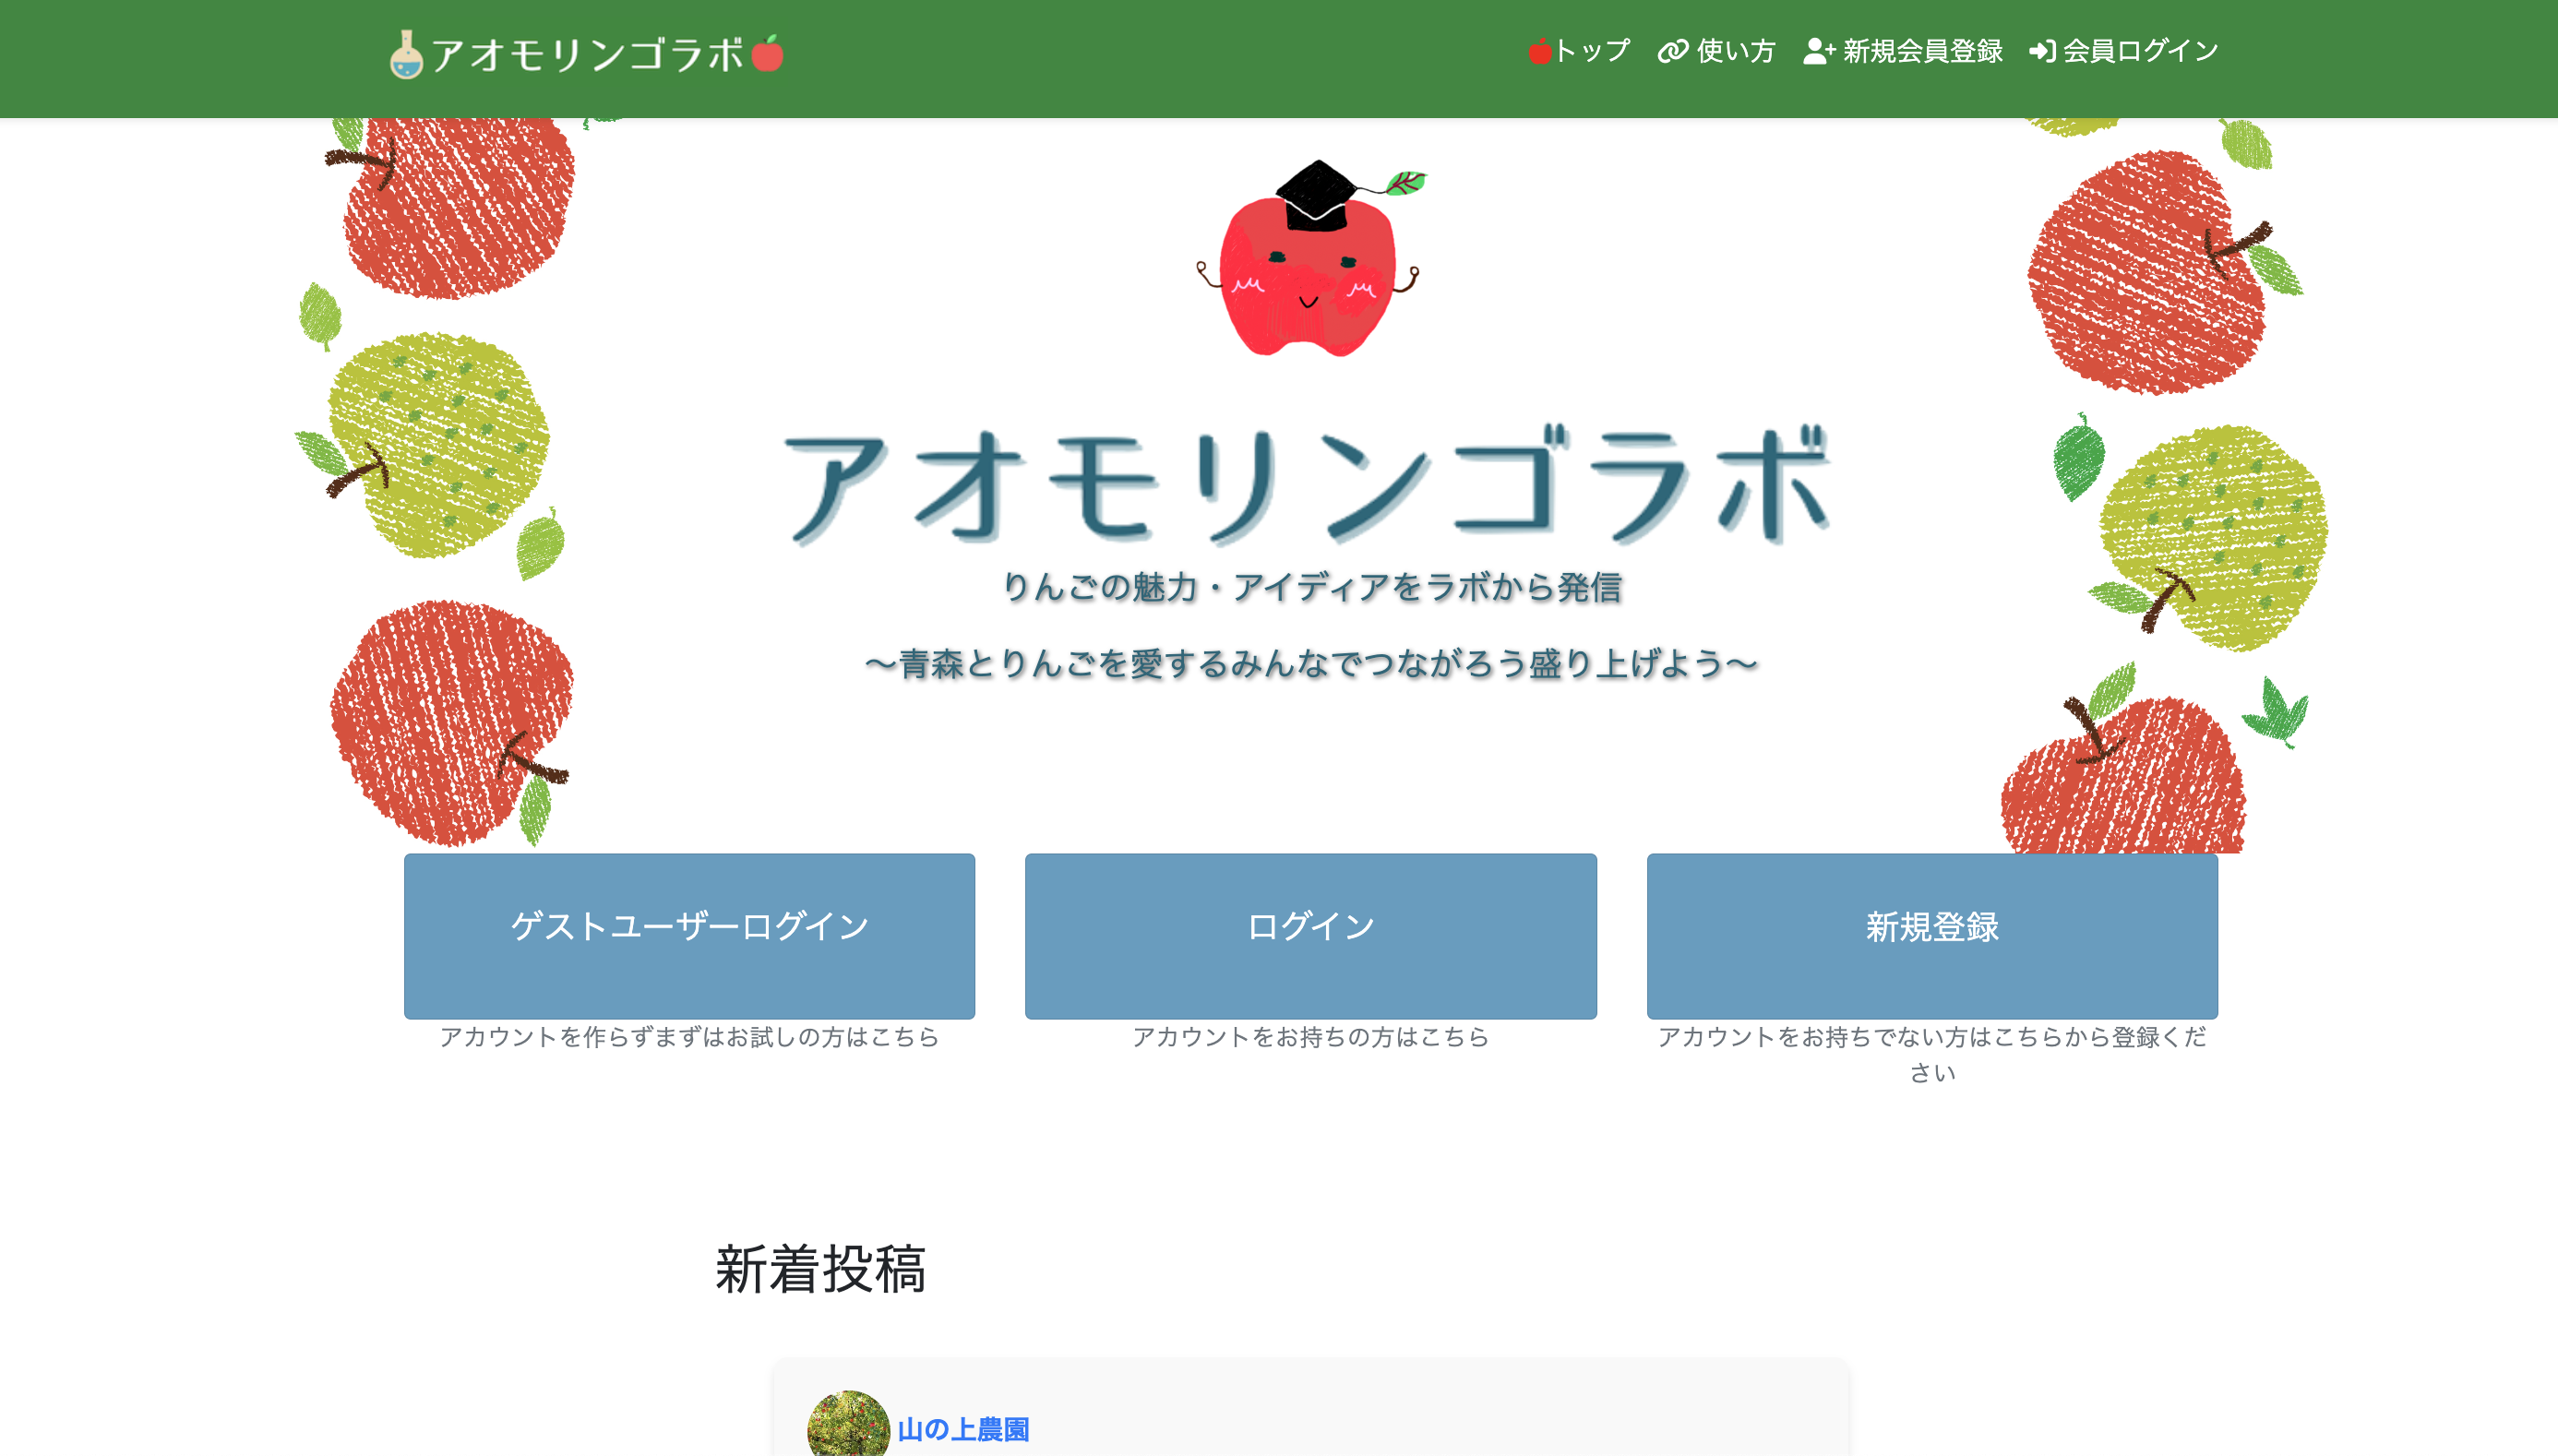 アオモリンゴラボ
トップ 使い方 新規会員登録 会員ログイン
アオモリンゴラボ
りんごの魅力・アイディアをラボから発信
〜青森とりんごを愛するみんなでつながろう盛り上げよう〜
ゲストユーザーログイン
アカウントを作らずまずはお試しの方はこちら
ログイン
アカウントをお持ちの方はこちら
新規登録
アカウントをお持ちでない方はこちらから登録くだ
さい
新着投稿
山の上農園